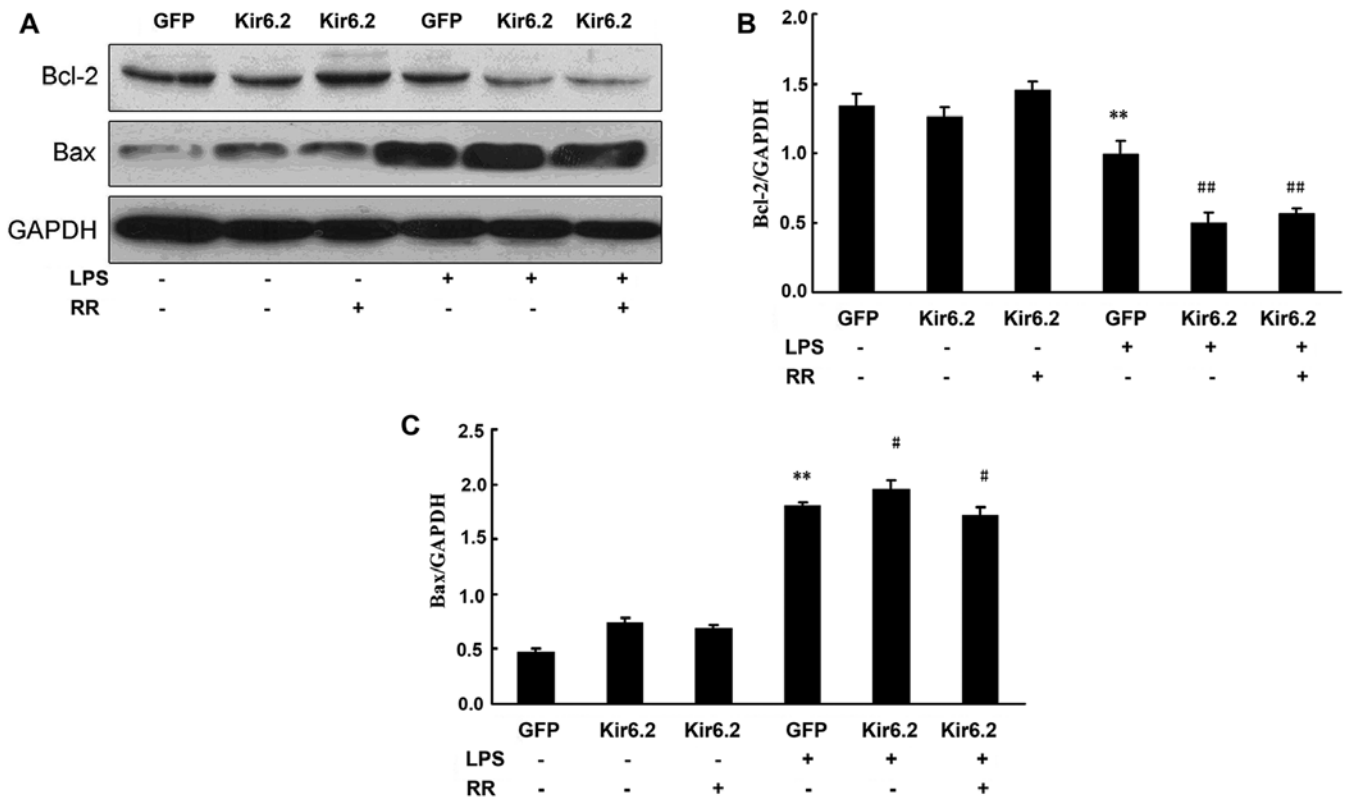 A
GFP Kir6.2 Kir6.2 GFP Kir6.2 Kir6.2
Bcl-2
Bax
GAPDH
LPS - - - + + +
RR - - + - - +
B
Bcl-2/GAPDH
2.0
1.5
1.0
0.5
0.0
**
##
##
GFP Kir6.2 Kir6.2 GFP Kir6.2 Kir6.2
LPS - - - + + +
RR - - + - - +
C
Bax/GAPDH
2.5
2.0
1.5
1.0
0.5
0.0
**
#
#
GFP Kir6.2 Kir6.2 GFP Kir6.2 Kir6.2
LPS - - - + + +
RR - - + - - +